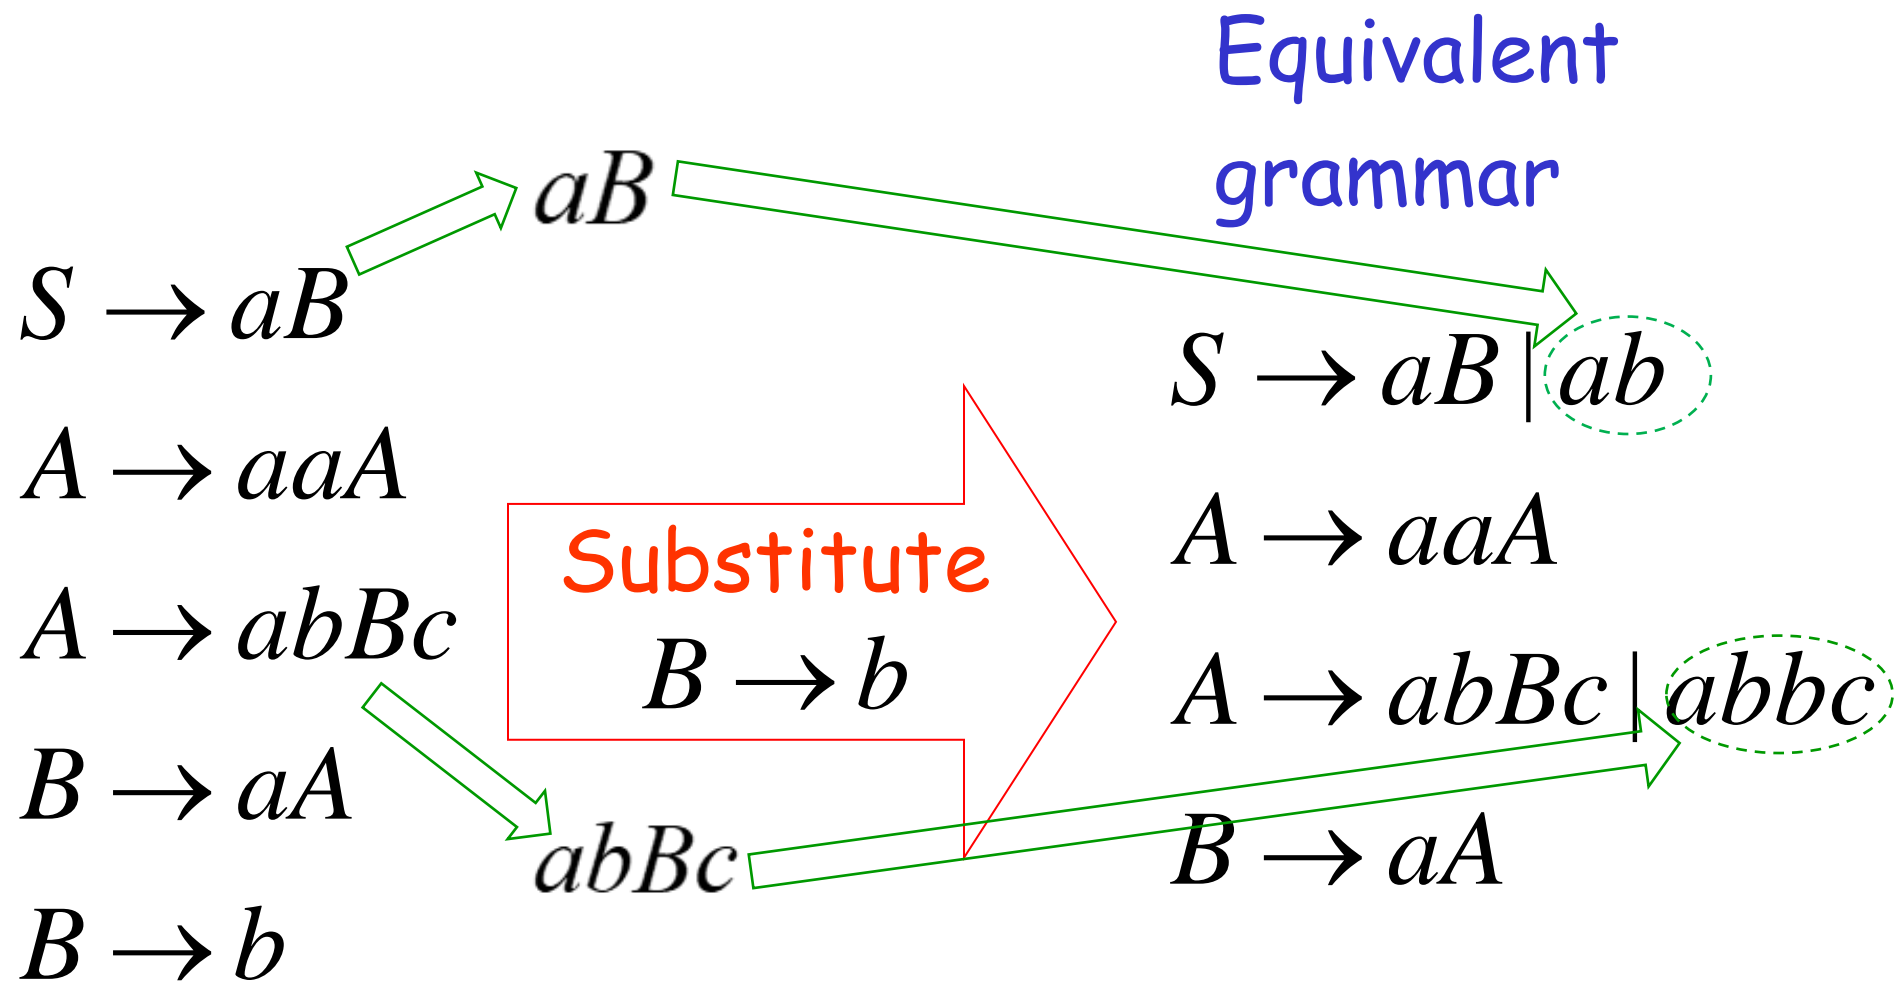 Equivalent
grammar
aB
S → aB
A → aaA
A → abBc
B → aA
B → b
Substitute
B → b
abBc
S → aB | ab
A → aaA
A → abBc | abbc
B → aA